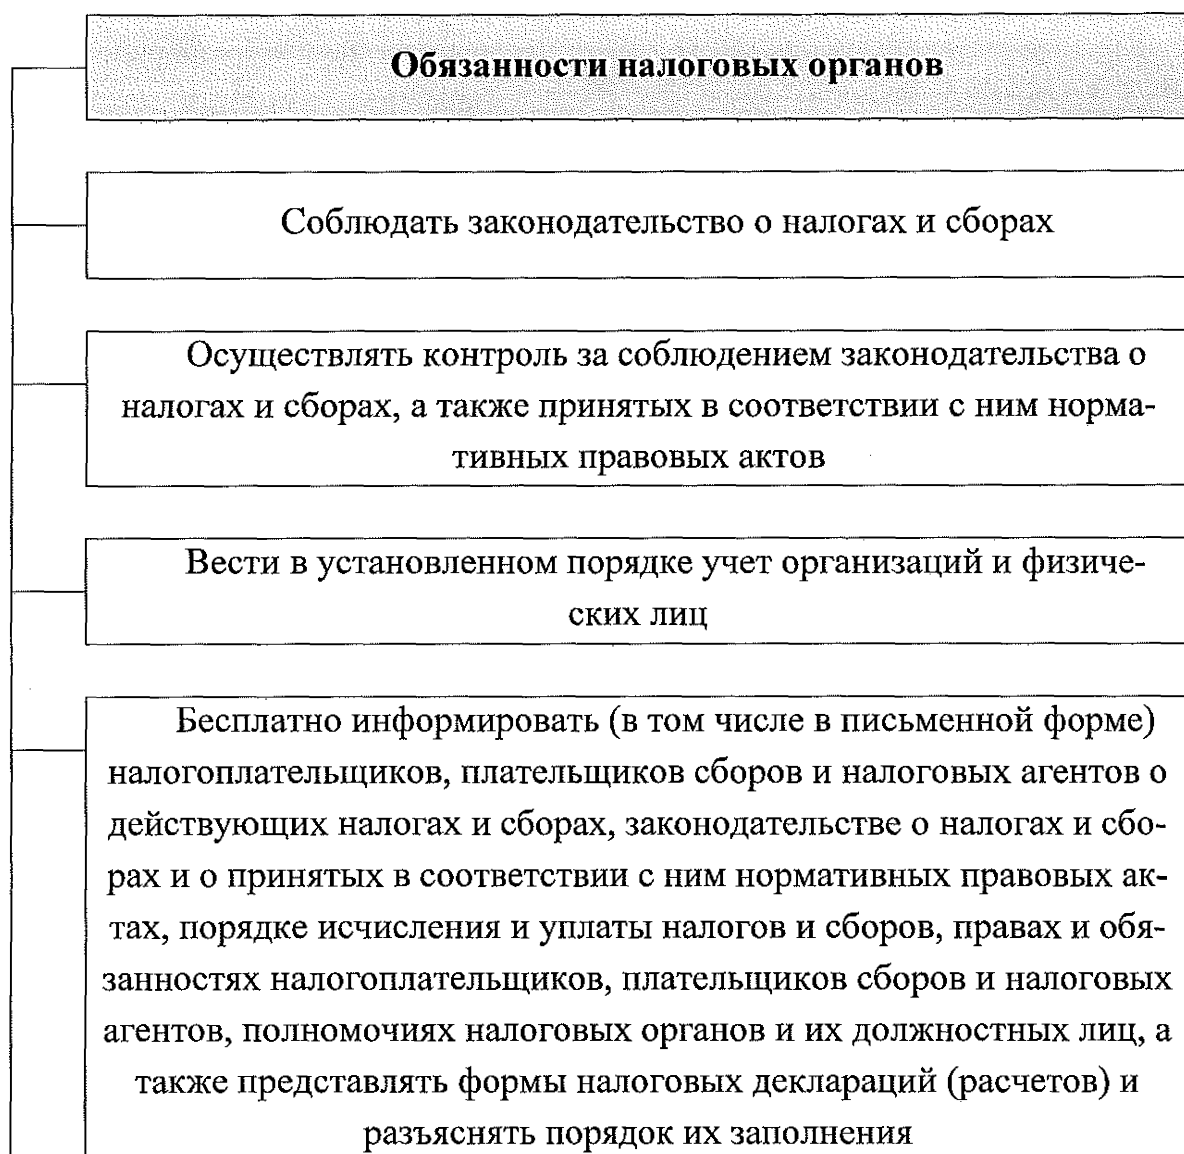 Обязанности налоговых органов
Соблюдать законодательство о налогах и сборах
Осуществлять контроль за соблюдением законодательства о
налогах и сборах, а также принятых в соответствии с ним норма-
тивных правовых актов
Вести в установленном порядке учет организаций и физиче-
ских лиц
Бесплатно информировать (в том числе в письменной форме)
налогоплательщиков, плательщиков сборов и налоговых агентов о
действующих налогах и сборах, законодательстве о налогах и сбо-
рах и о принятых в соответствии с ним нормативных правовых ак-
тах, порядке исчисления и уплаты налогов и сборов, правах и обя-
занностях налогоплательщиков, плательщиков сборов и налоговых
агентов, полномочиях налоговых органов и их должностных лиц, а
также представлять формы налоговых деклараций (расчетов) и
разъяснять порядок их заполнения